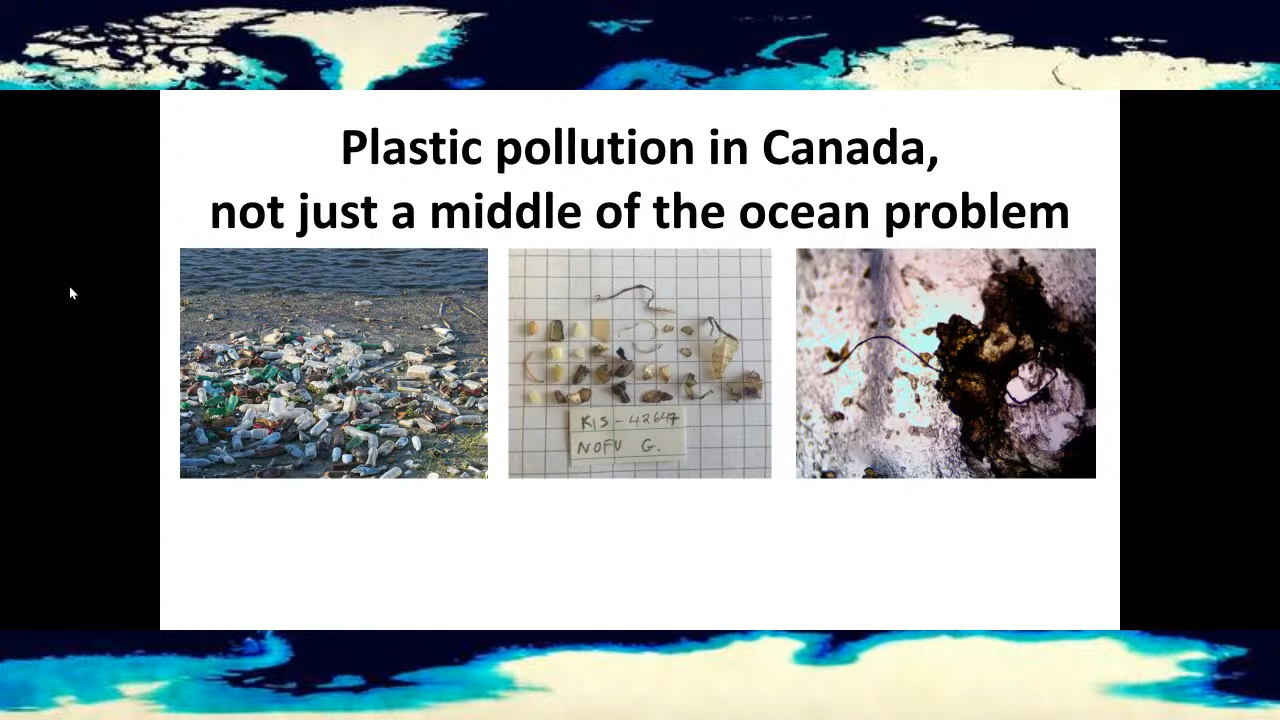 Plastic pollution in Canada,
not just a middle of the ocean problem
KIS-42647
NOFU G.